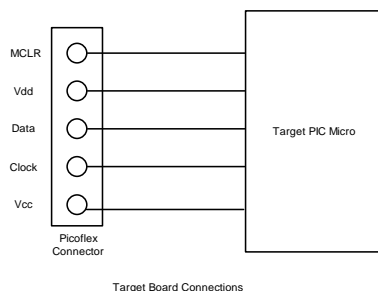 MCLR
Vdd
Data
Target PIC Micro
Clock
Vcc
Picoflex
Connector
Target Board Connections